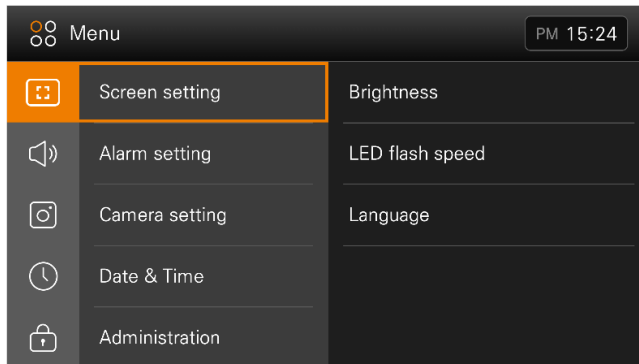 Menu
PM 15:24
Screen setting
Alarm setting
Camera setting
Date & Time
Administration
Brightness
LED flash speed
Language